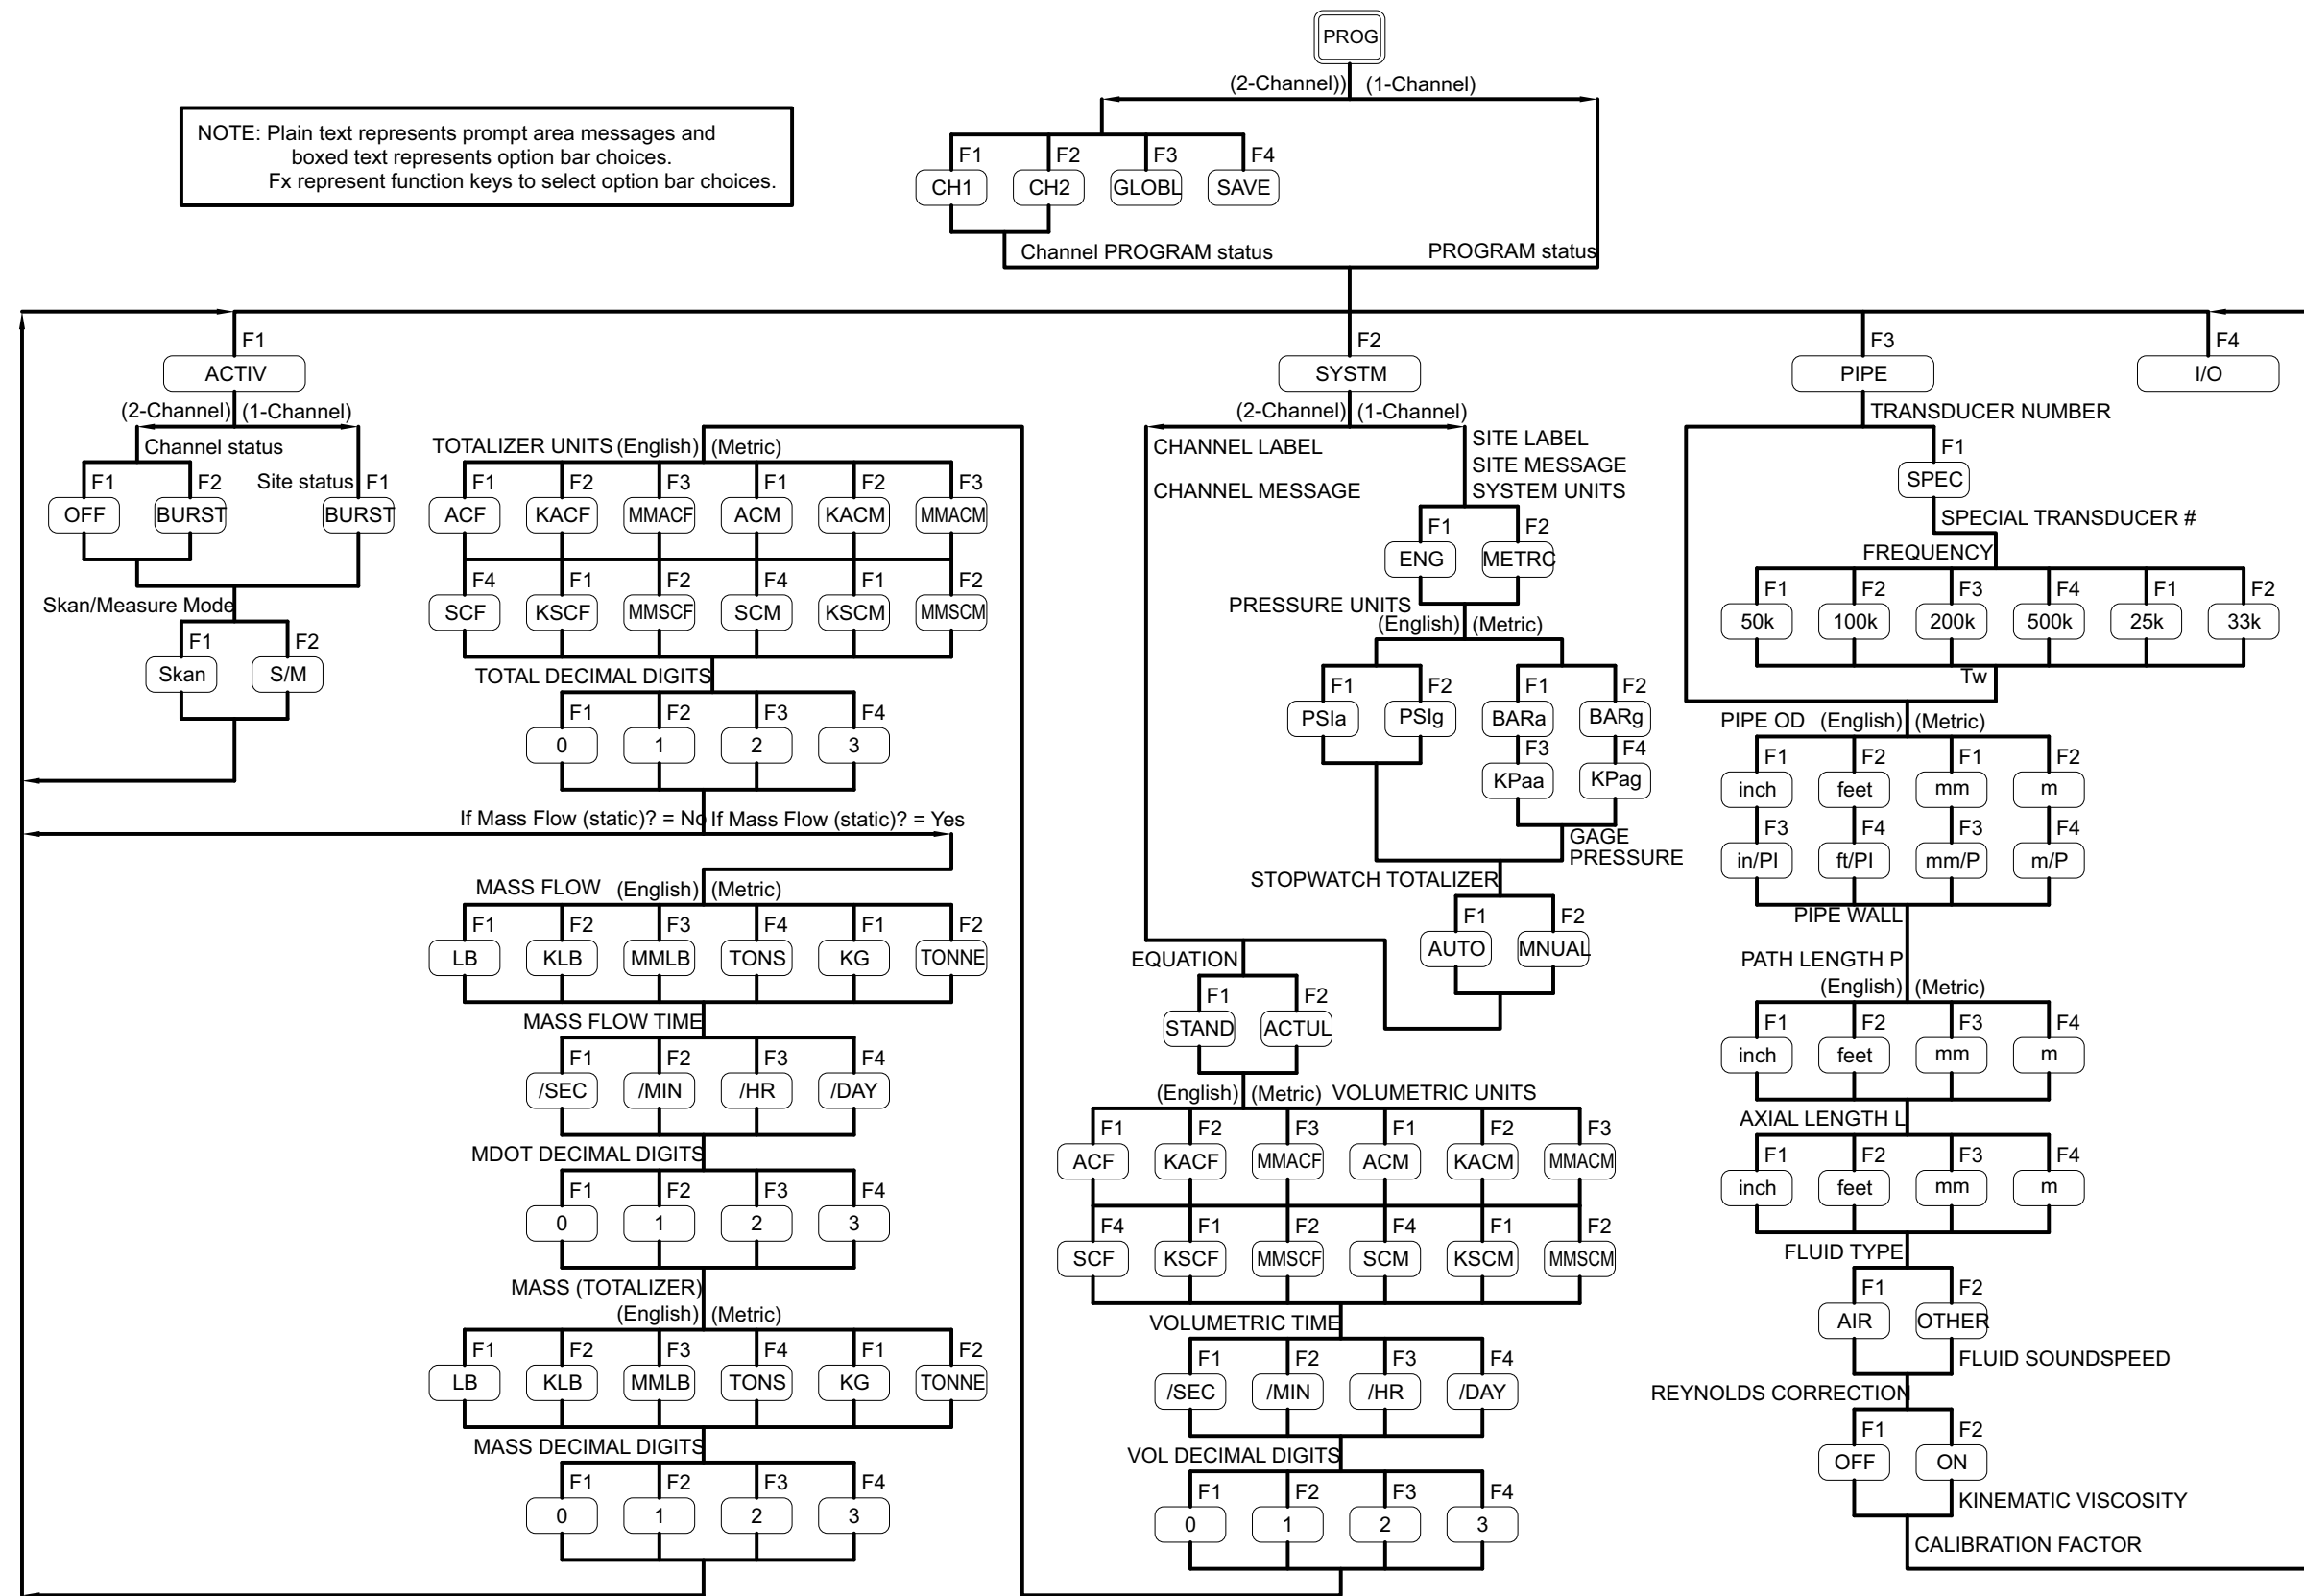 PROG
(2-Channel)) (1-Channel)
NOTE: Plain text represents prompt area messages and
boxed text represents option bar choices.
Fx represent function keys to select option bar choices.
F1 F2 F3 F4
CH1 CH2 GLOBL SAVE
Channel PROGRAM status PROGRAM status
F1
ACTIV
(2-Channel) (1-Channel)
Channel status
F1 F2 Site status F1
OFF BURST BURST
Skan/Measure Mode
F1 F2
Skan S/M
TOTALIZER UNITS (English) (Metric)
F1 F2 F3 F1 F2 F3
ACF KACF MMACF ACM KACM MMACM
F4 F1 F2 F4 F1 F2
SCF KSCF MMSCF SCM KSCM MMSCM
TOTAL DECIMAL DIGITS
F1 F2 F3 F4
0 1 2 3
If Mass Flow (static)? = No If Mass Flow (static)? = Yes
MASS FLOW (English) (Metric)
F1 F2 F3 F4 F1 F2
LB KLB MMLB TONS KG TONNE
MASS FLOW TIME
F1 F2 F3 F4
/SEC /MIN /HR /DAY
MDOT DECIMAL DIGITS
F1 F2 F3 F4
0 1 2 3
MASS (TOTALIZER)
(English) (Metric)
F1 F2 F3 F4 F1 F2
LB KLB MMLB TONS KG TONNE
MASS DECIMAL DIGITS
F1 F2 F3 F4
0 1 2 3
F2
SYSTM
(2-Channel) (1-Channel)
CHANNEL LABEL
CHANNEL MESSAGE
SITE LABEL
SITE MESSAGE
SYSTEM UNITS
F1 F2
ENG METRC
PRESSURE UNITS
(English) (Metric)
F1 F2 F1 F2
PSIa PSIg BARa BARg
F3 F4
KPaa KPag
GAGE
PRESSURE
STOPWATCH TOTALIZER
F1 F2
AUTO MNUAL
EQUATION
F1 F2
STAND ACTUL
(English) (Metric) VOLUMETRIC UNITS
F1 F2 F3 F1 F2 F3
ACF KACF MMACF ACM KACM MMACM
F4 F1 F2 F4 F1 F2
SCF KSCF MMSCF SCM KSCM MMSCM
VOLUMETRIC TIME
F1 F2 F3 F4
/SEC /MIN /HR /DAY
VOL DECIMAL DIGITS
F1 F2 F3 F4
0 1 2 3
F3
PIPE
TRANSDUCER NUMBER
F1
SPEC
SPECIAL TRANSDUCER #
FREQUENCY
F1 F2 F3 F4 F1 F2
50k 100k 200k 500k 25k 33k
Tw
PIPE OD (English) (Metric)
F1 F2 F1 F2
inch feet mm m
F3 F4 F3 F4
in/PI ft/PI mm/P m/P
PIPE WALL
PATH LENGTH P
(English) (Metric)
F1 F2 F3 F4
inch feet mm m
AXIAL LENGTH L
F1 F2 F3 F4
inch feet mm m
FLUID TYPE
F1 F2
AIR OTHER
FLUID SOUNDSPEED
REYNOLDS CORRECTION
F1 F2
OFF ON
KINEMATIC VISCOSITY
CALIBRATION FACTOR
F4
I/O